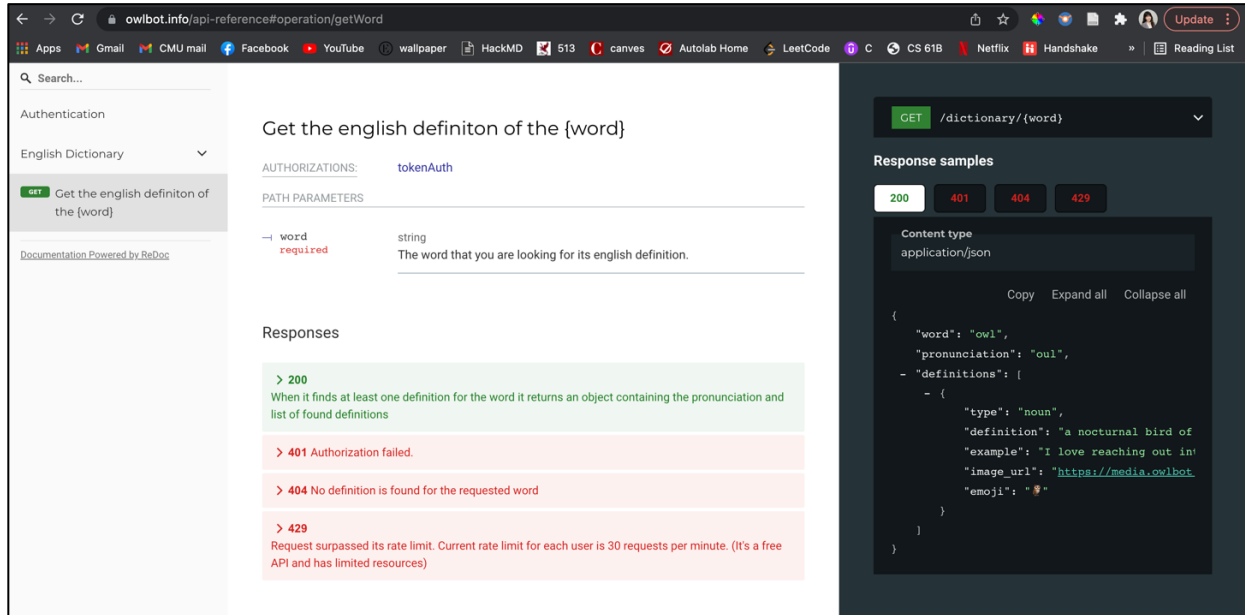 owlbot.info/api-reference#operation/getWord
Update
Apps Gmail CMU mail Facebook YouTube wallpaper HackMD 513 canves Autolab Home LeetCode C CS 61B Netflix Handshake » Reading List
Search...
Authentication
English Dictionary
GET Get the english definiton of
the {word}
Documentation Powered by ReDoc
Get the english definiton of the {word}
AUTHORIZATIONS: tokenAuth
PATH PARAMETERS
word string
required The word that you are looking for its english definition.
Responses
200
When it finds at least one definition for the word it returns an object containing the pronunciation and
list of found definitions
401 Authorization failed.
404 No definition is found for the requested word
429
Request surpassed its rate limit. Current rate limit for each user is 30 requests per minute. (It's a free
API and has limited resources)
GET /dictionary/{word}
Response samples
200 401 404 429
Content type
application/json
Copy Expand all Collapse all
{
"word": "owl",
"pronunciation": "oul",
- "definitions": [
- {
"type": "noun",
"definition": "a nocturnal bird of
"example": "I love reaching out int
"image_url": "https://media.owlbot.
"emoji": "🦉"
}
]
}